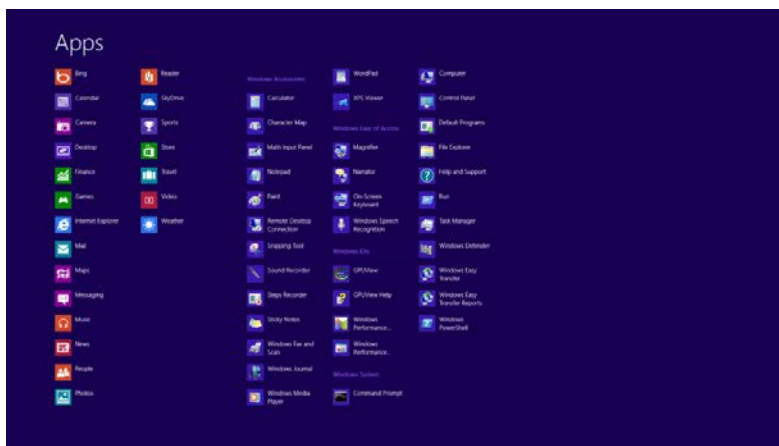 Apps
Bing
Calendar
Camera
Desktop
Finance
Games
Internet Explorer
Mail
Maps
Messaging
Music
News
People
Photos
Reader
SkyDrive
Sports
Store
Travel
Video
Weather
Windows Accessories
Calculator
Character Map
Math Input Panel
Notepad
Paint
Remote Desktop
Connection
Snipping Tool
Sound Recorder
Steps Recorder
Sticky Notes
Windows Fax and
Scan
Windows Journal
Windows Media
Player
WordPad
XPS Viewer
Windows Ease of Access
Magnifier
Narrator
On-Screen
Keyboard
Windows Speech
Recognition
Windows Kits
GPUView
GPUView Help
Windows
Performance...
Windows
Performance...
Windows System
Command Prompt
Computer
Control Panel
Default Programs
File Explorer
Help and Support
Run
Task Manager
Windows Defender
Windows Easy
Transfer
Windows Easy
Transfer Reports
Windows
PowerShell